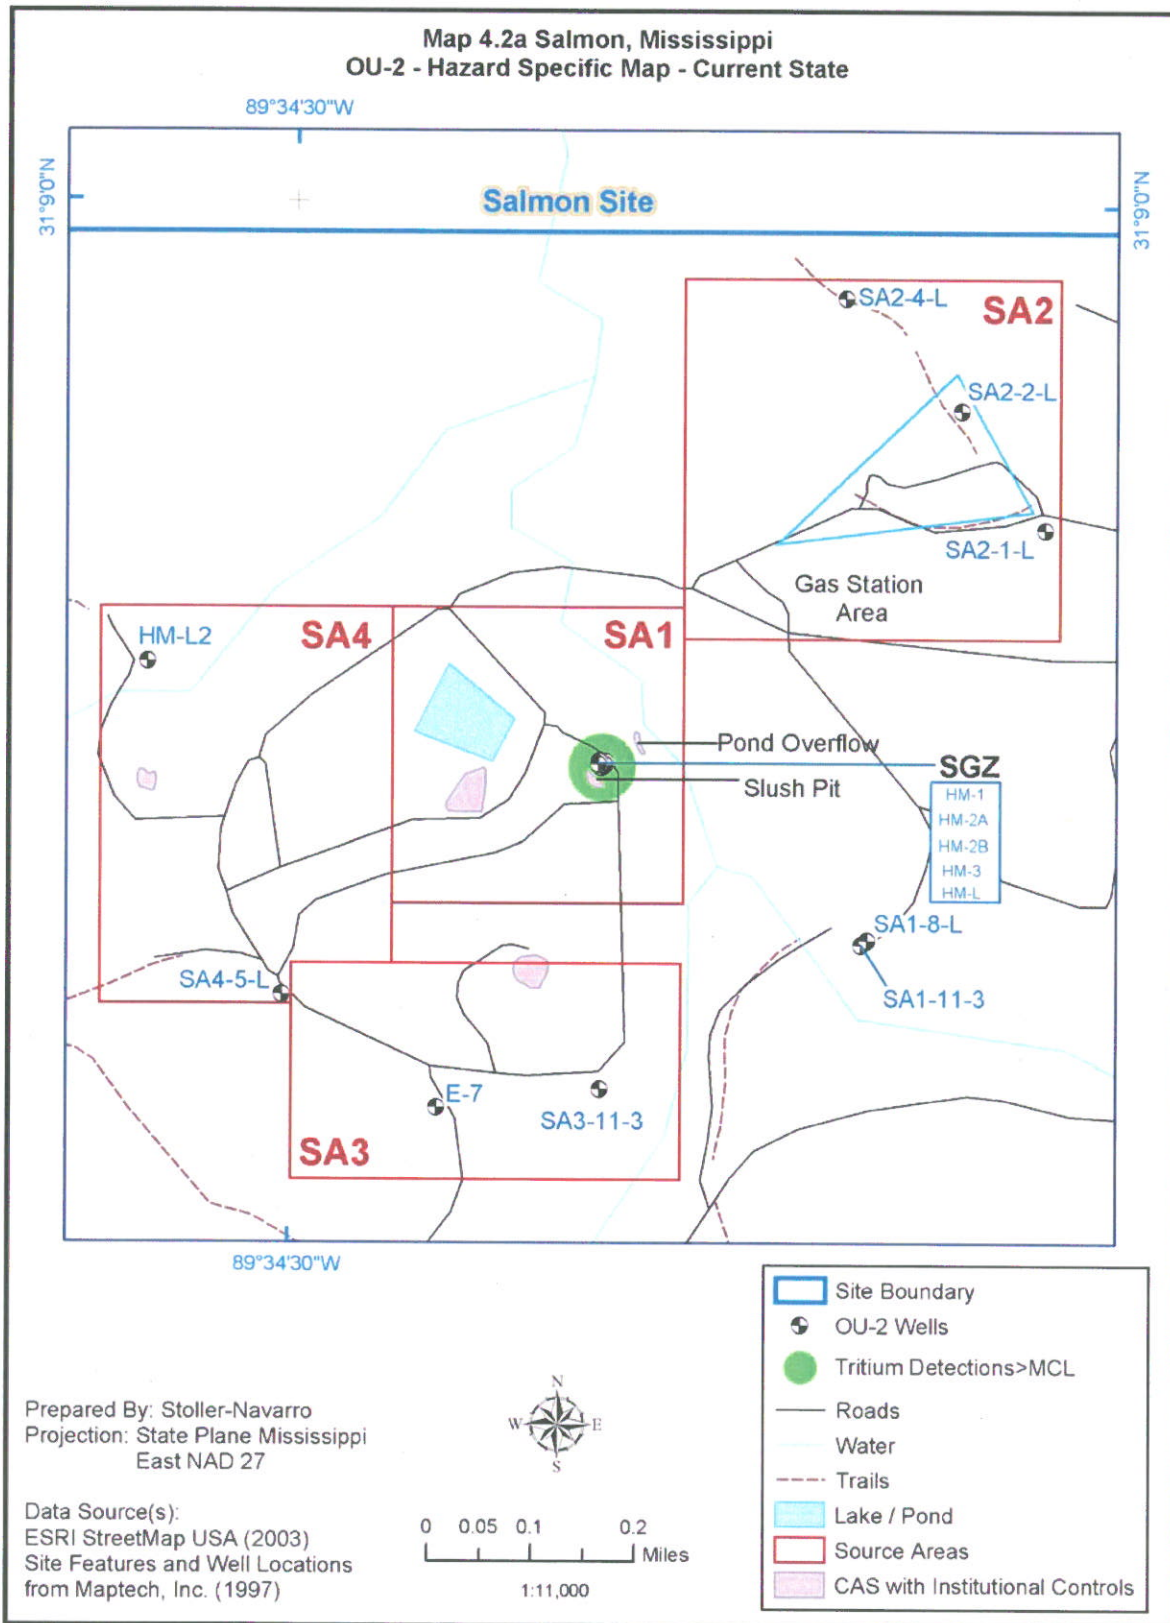 Map 4.2a Salmon, Mississippi
OU-2 - Hazard Specific Map - Current State
89°34'30"W
31°9'0"N
31°9'0"N
Salmon Site
SA2-4-L
SA2
SA2-2-L
SA2-1-L
Gas Station
Area
HM-L2
SA4
SA1
Pond Overflow
SGZ
Slush Pit
HM-1
HM-2A
HM-2B
HM-3
HM-L
SA1-8-L
SA4-5-L
SA1-11-3
E-7
SA3-11-3
SA3
89°34'30"W
Site Boundary
OU-2 Wells
Tritium Detections>MCL
Roads
Water
Trails
Lake / Pond
Source Areas
CAS with Institutional Controls
N
W E
S
Prepared By: Stoller-Navarro
Projection: State Plane Mississippi
East NAD 27
Data Source(s):
ESRI StreetMap USA (2003)
Site Features and Well Locations
from Maptech, Inc. (1997)
0 0.05 0.1 0.2
Miles
1:11,000